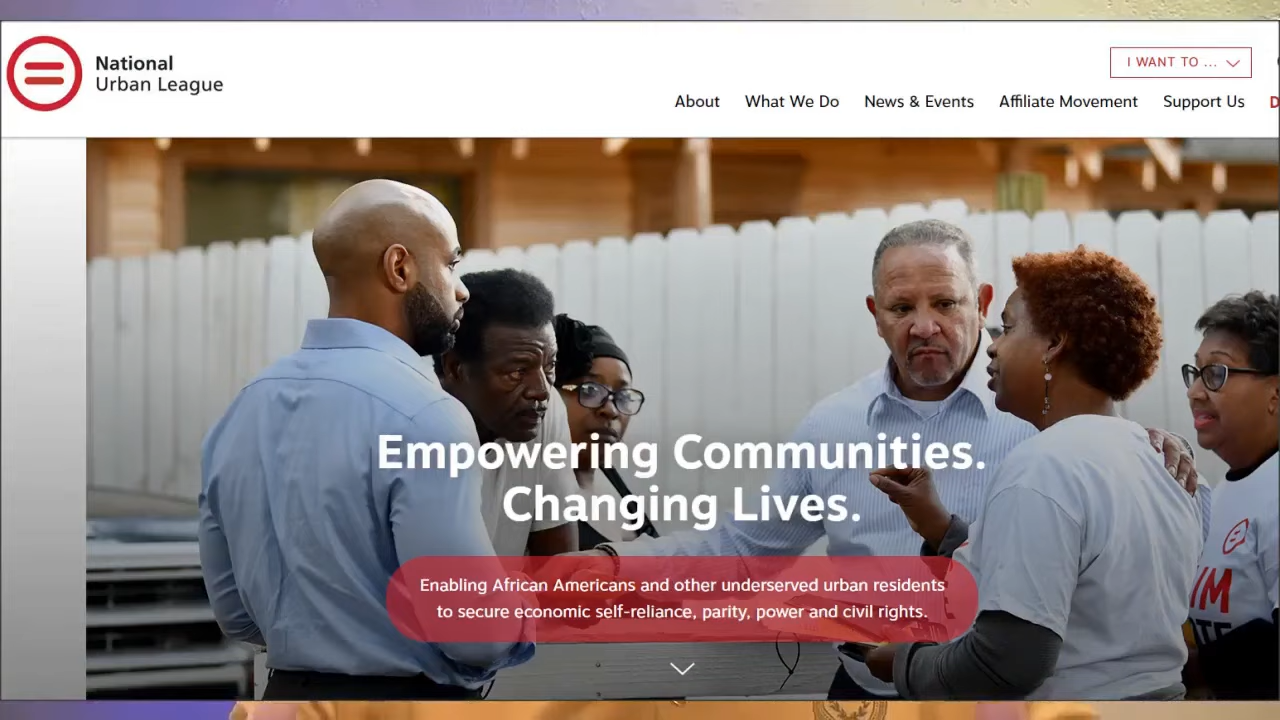 National
Urban League
I WANT TO ...
About What We Do News & Events Affiliate Movement Support Us
Empowering Communities.
Changing Lives.
Enabling African Americans and other underserved urban residents
to secure economic self-reliance, parity, power and civil rights.